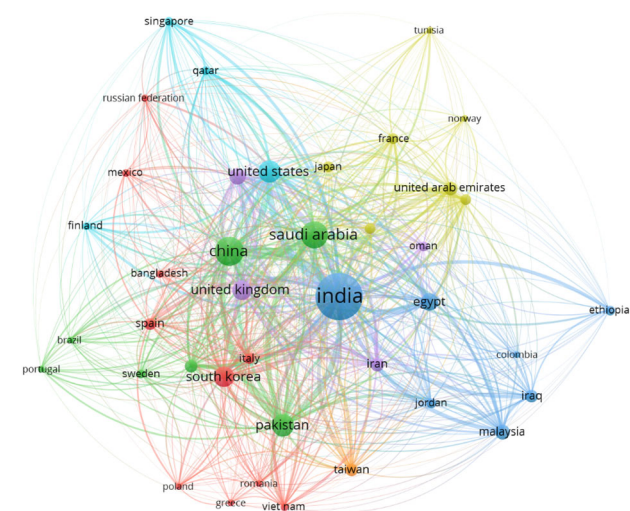 singapore
tunisia
qatar
russian federation
norway
france
japan
mexico
united states
united arab emirates
finland
saudi arabia
oman
china
bangladesh
united kingdom
india
egypt
ethiopia
spain
brazil
colombia
italy
iran
portugal
sweden
south korea
iraq
jordan
pakistan
malaysia
taiwan
romania
poland
greece
viet nam